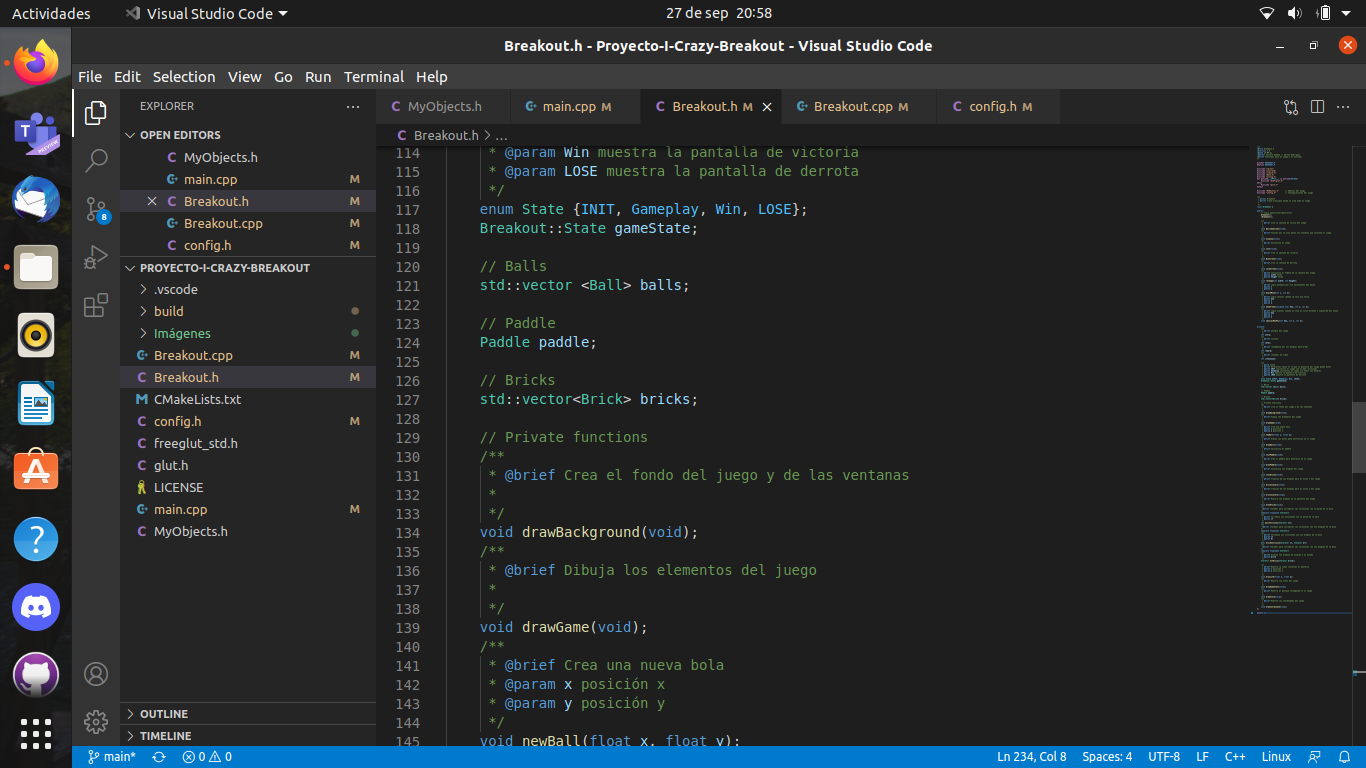 Actividades
Visual Studio Code
27 de sep 20:58
Breakout.h - Proyecto-I-Crazy-Breakout - Visual Studio Code
File Edit Selection View Go Run Terminal Help
EXPLORER
OPEN EDITORS
MyObjects.h
main.cpp M
Breakout.h M
Breakout.cpp M
config.h M
PROYECTO-I-CRAZY-BREAKOUT
.vscode
build
Imágenes
Breakout.cpp M
Breakout.h M
CMakeLists.txt
config.h M
freeglut_std.h
glut.h
LICENSE
main.cpp M
MyObjects.h
OUTLINE
TIMELINE
8
PREVIEW
MyObjects.h main.cpp M Breakout.h M Breakout.cpp M config.h M
Breakout.h > ...
114 * @param Win muestra la pantalla de victoria
115 * @param LOSE muestra la pantalla de derrota
116 */
117 enum State {INIT, Gameplay, Win, LOSE};
118 Breakout::State gameState;
119
120 // Balls
121 std::vector <Ball> balls;
122
123 // Paddle
124 Paddle paddle;
125
126 // Bricks
127 std::vector<Brick> bricks;
128
129 // Private functions
130 /**
131 * @brief Crea el fondo del juego y de las ventanas
132 *
133 */
134 void drawBackground(void);
135 /**
136 * @brief Dibuja los elementos del juego
137 *
138 */
139 void drawGame(void);
140 /**
141 * @brief Crea una nueva bola
142 * @param x posición x
143 * @param y posición y
144 */
145 void newBall(float x, float y);
main* 0 0 Ln 234, Col 8 Spaces: 4 UTF-8 LF C++ Linux